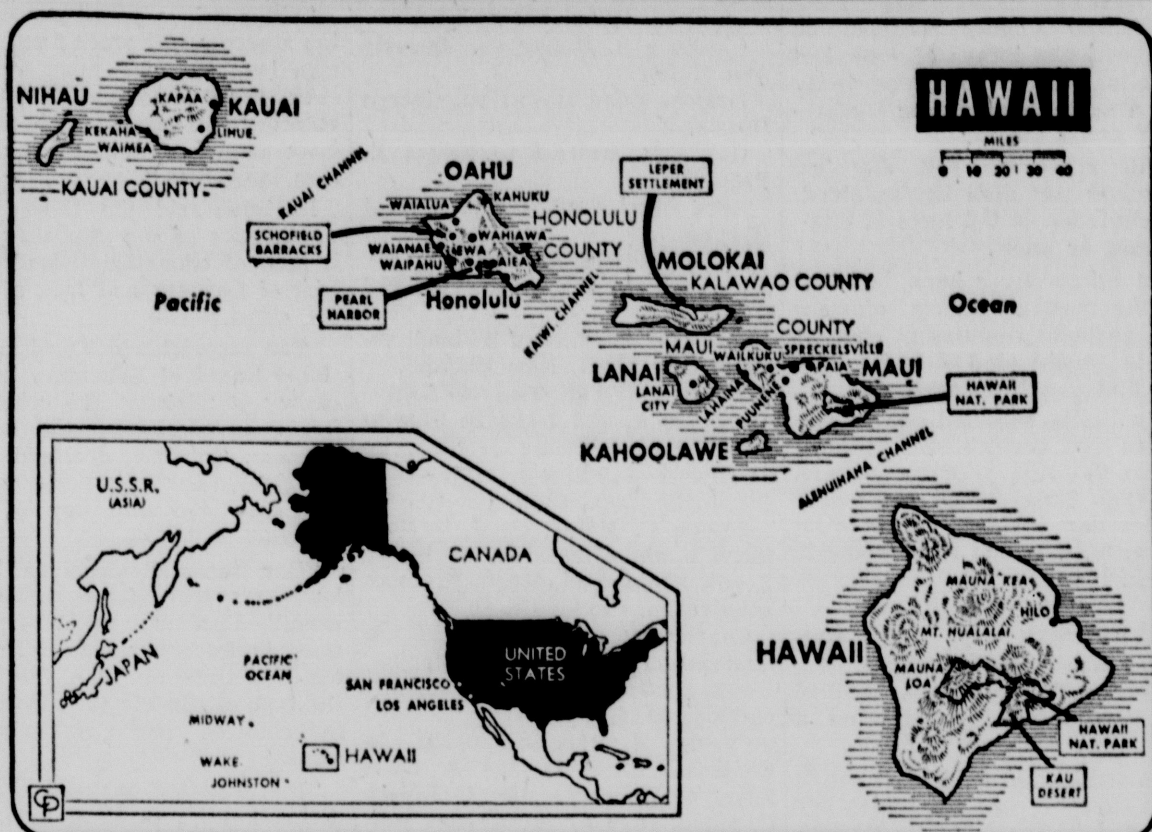 HAWAII
MILES
0 10 20 30 40
NIHAU
KAPAA
KAUAI
KEKAHA
LIHUE
WAIMEA
KAUAI COUNTY
KAUAI CHANNEL
OAHU
WAIALUA
KAHUKU
HONOLULU
COUNTY
SCHOFIELD
BARRACKS
WAHIAWA
WAIANAE
EWA
WAIPAHU
AIEA
PEARL
HARBOR
Honolulu
Pacific
KAIWI CHANNEL
LEPER
SETTLEMENT
MOLOKAI
KALAWAO COUNTY
Ocean
MAUI
COUNTY
WAILKUKU
SPRECKELSVILLE
PAIA
MAUI
LANAI
LANAI
CITY
LAHAINA
PUUNENE
HAWAII
NAT. PARK
KAHOOLAWE
ALENUIHAHA CHANNEL
HAWAII
MAUNA KEA
HILO
MT. HUALALAI
MAUNA
LOA
HAWAII
NAT. PARK
KAU
DESERT
U.S.S.R.
(ASIA)
CANADA
JAPAN
PACIFIC
OCEAN
UNITED
STATES
SAN FRANCISCO
LOS ANGELES
MIDWAY
HAWAII
WAKE
JOHNSTON
CP